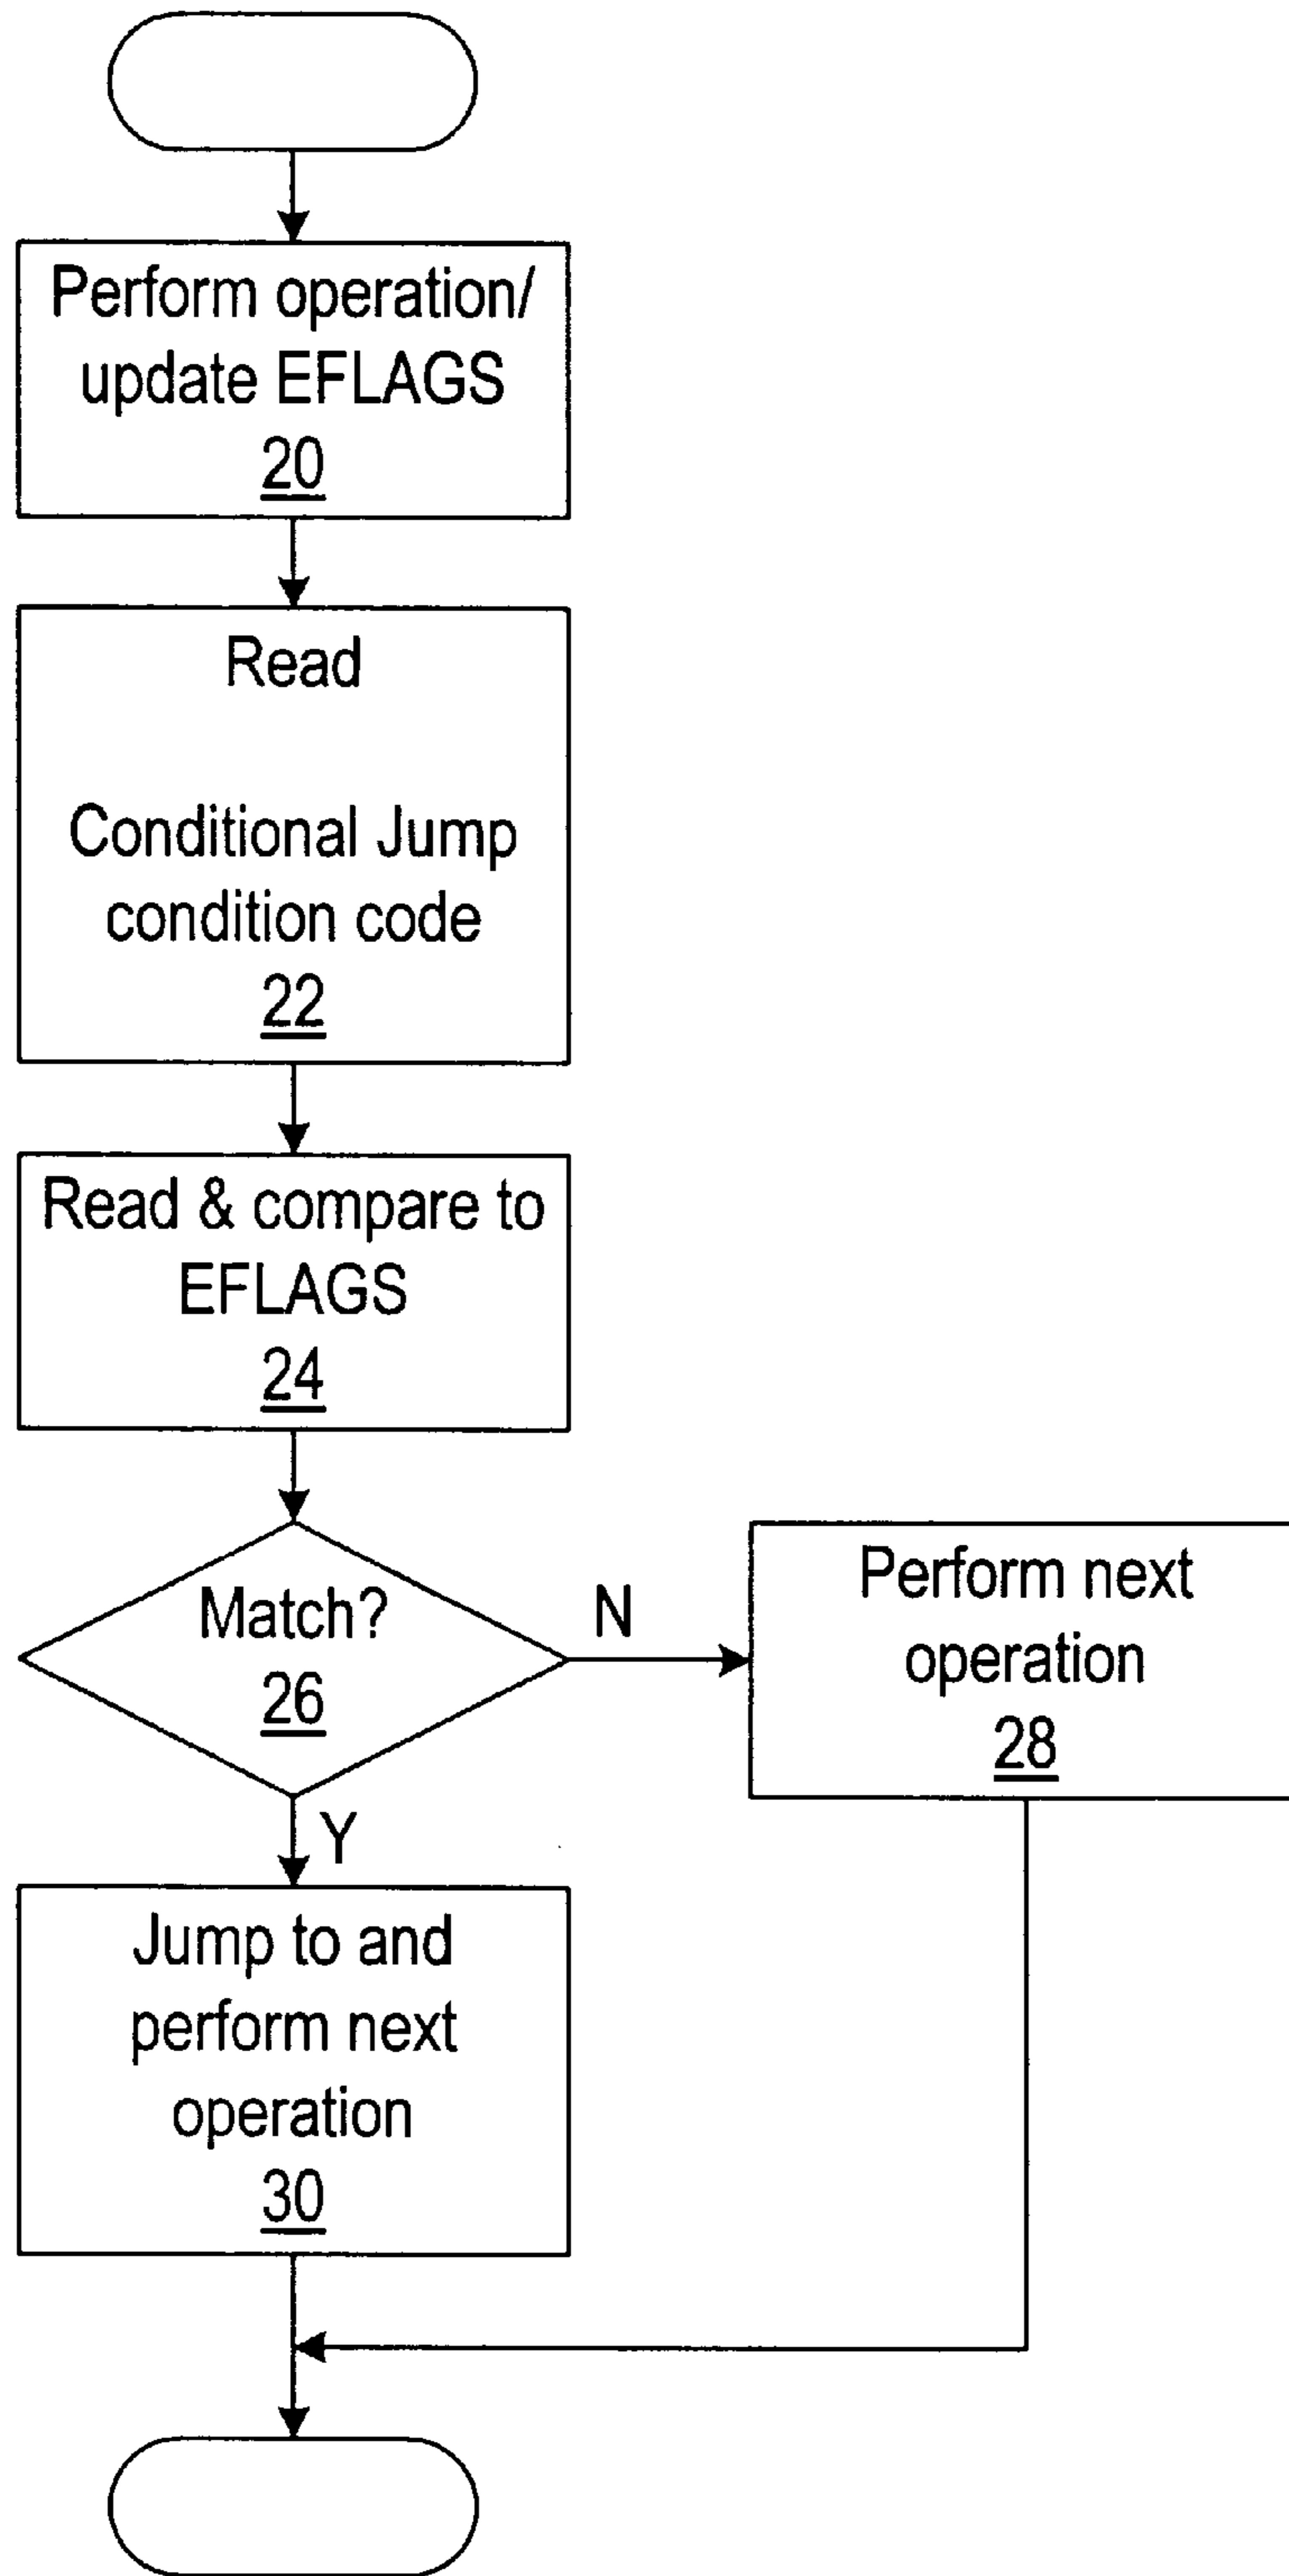 Perform operation/
update EFLAGS
20
Read
Conditional Jump
condition code
22
Read & compare to
EFLAGS
24
Match?
26
N
Perform next
operation
28
Y
Jump to and
perform next
operation
30